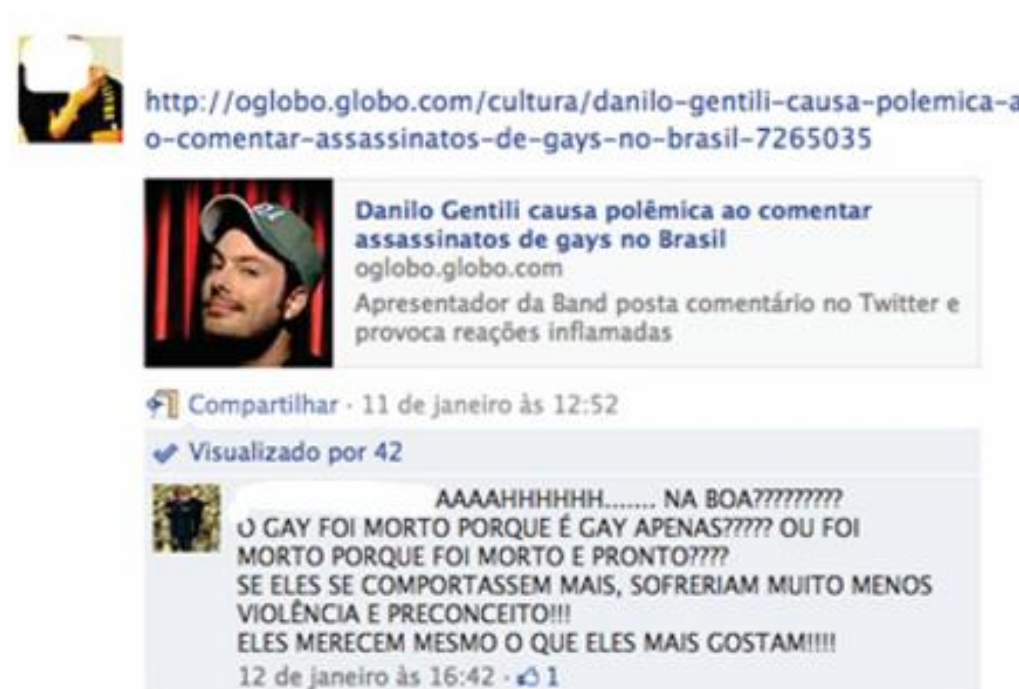 http://oglobo.globo.com/cultura/danilo-gentili-causa-polemica-a
o-comentar-assassinatos-de-gays-no-brasil-7265035
Danilo Gentili causa polêmica ao comentar
assassinatos de gays no Brasil
oglobo.globo.com
Apresentador da Band posta comentário no Twitter e
provoca reações inflamadas
Compartilhar · 11 de janeiro às 12:52
Visualizado por 42
AAAAHHHHHH....... NA BOA?????????
O GAY FOI MORTO PORQUE É GAY APENAS????? OU FOI
MORTO PORQUE FOI MORTO E PRONTO????
SE ELES SE COMPORTASSEM MAIS, SOFRERIAM MUITO MENOS
VIOLÊNCIA E PRECONCEITO!!!
ELES MERECEM MESMO O QUE ELES MAIS GOSTAM!!!!
12 de janeiro às 16:42 · 1